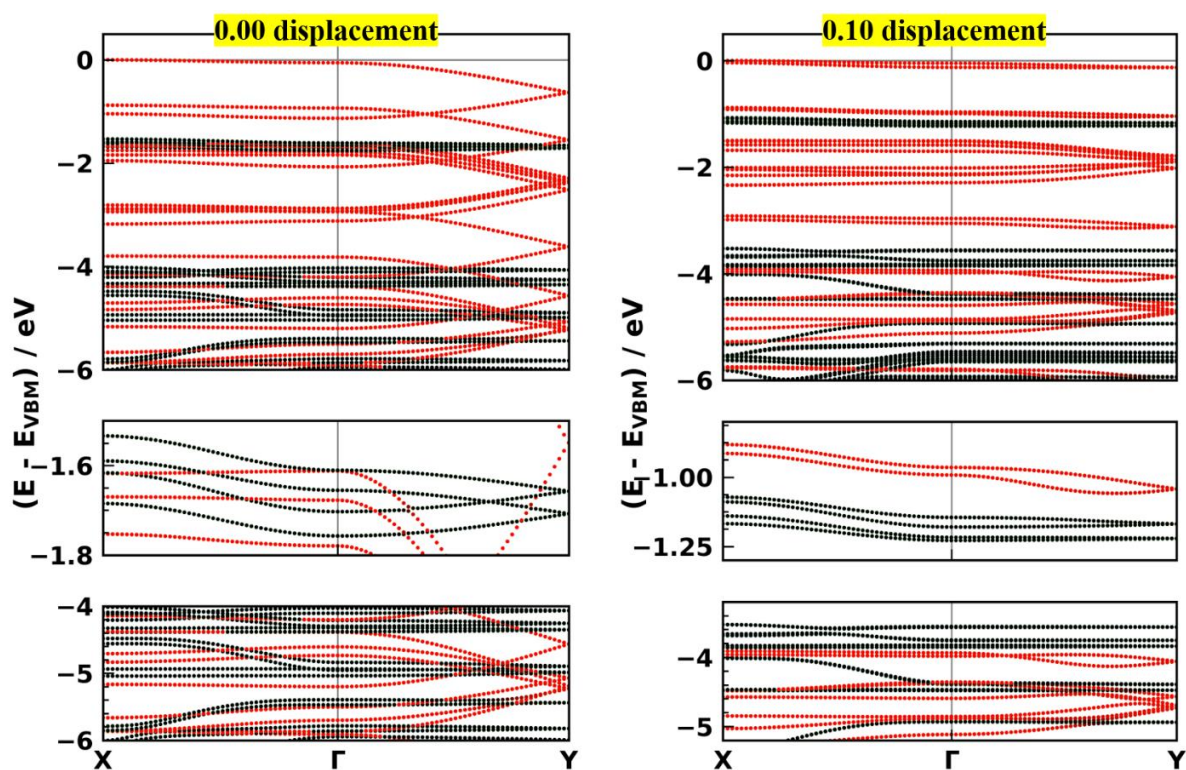 0.00 displacement
0
−2
−4
−6
−1.6
−1.8
−4
−5
−6
(E - E_VBM) / eV
X Γ Y
0.10 displacement
0
−2
−4
−6
−1.00
−1.25
−4
−5
(E - E_VBM) / eV
X Γ Y